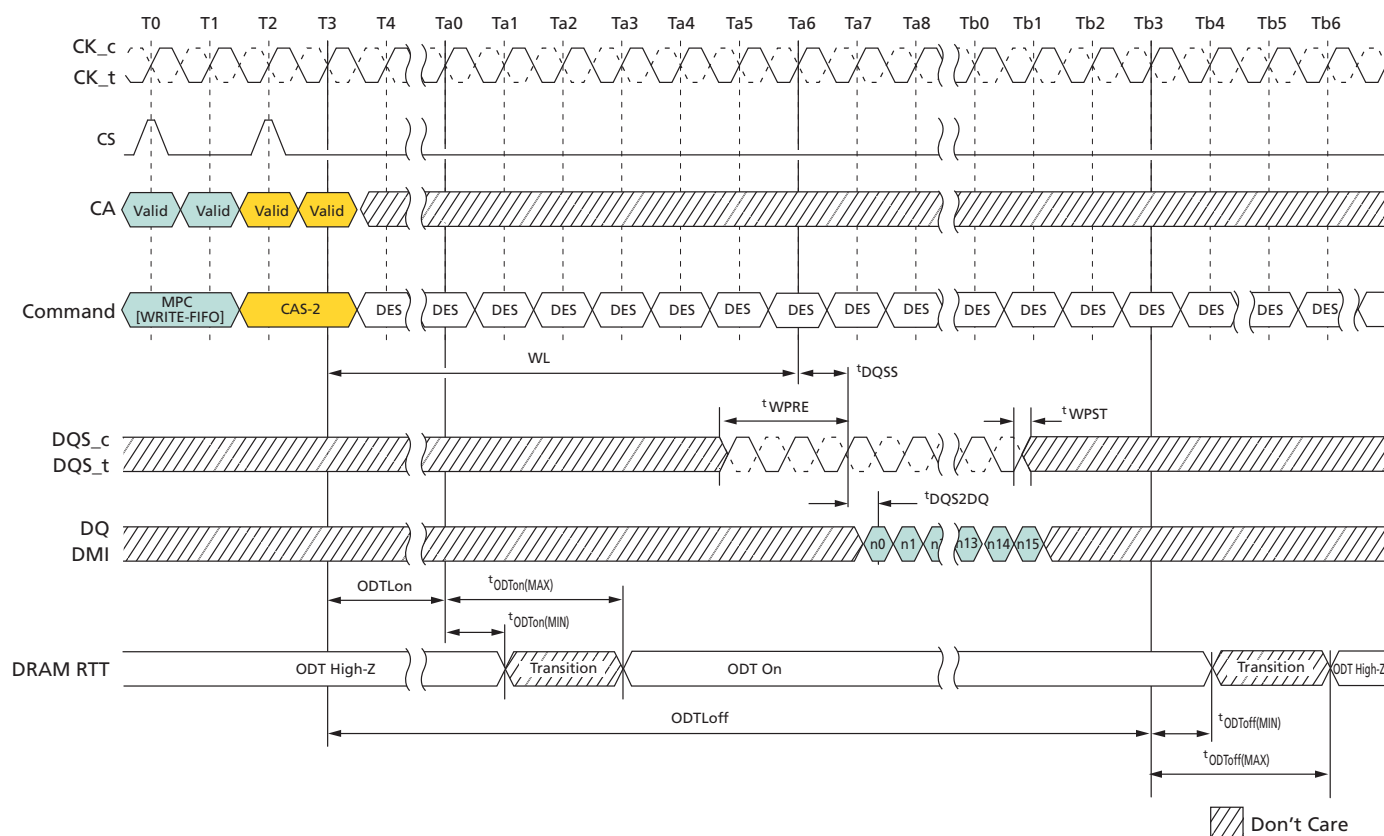 T0 T1 T2 T3 T4 Ta0 Ta1 Ta2 Ta3 Ta4 Ta5 Ta6 Ta7 Ta8 Tb0 Tb1 Tb2 Tb3 Tb4 Tb5 Tb6
CK_c
CK_t
CS
CA Valid Valid Valid Valid
Command MPC [WRITE-FIFO] CAS-2 DES DES DES DES DES DES DES DES DES DES DES DES DES DES DES DES DES
WL
tDQSS
tWPRE
tWPST
DQS_c
DQS_t
tDQS2DQ
DQ
DMI
n0 n1 n n13 n14 n15
ODTLon
tODTon(MAX)
tODTon(MIN)
DRAM RTT ODT High-Z Transition ODT On Transition ODT High-Z
ODTLoff
tODToff(MIN)
tODToff(MAX)
Don't Care